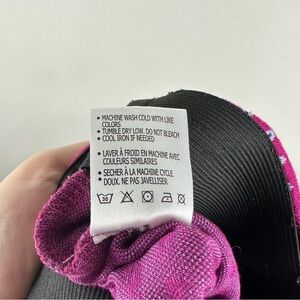 • MACHINE WASH COLD WITH LIKE
COLORS
• TUMBLE DRY LOW. DO NOT BLEACH
• COOL IRON IF NEEDED
• LAVER À FROID EN MACHINE AVEC
COULEURS SIMILAIRES
• SECHER À LA MACHINE CYCLE
DOUX. NE PAS JAVELLISER.
30